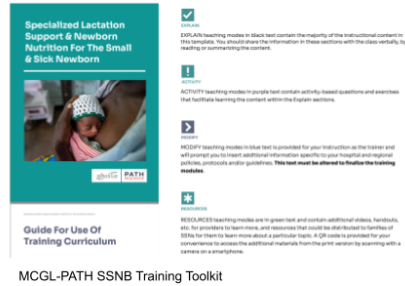 Specialized Lactation
Support & Newborn
Nutrition For The Small
& Sick Newborn
PATH
Guide For Use Of
Training Curriculum
EXPLAIN
EXPLAIN teaching modes in black text contain the majority of the instructional content in
this template. You should share the information in these sections with the class verbally, by
reading or summarizing the content.
ACTIVITY
ACTIVITY teaching modes in purple text contain activity-based questions and exercises
that facilitate learning the content within the Explain sections.
MODIFY
MODIFY teaching modes in blue text is provided for your instruction as the trainer and
will prompt you to insert additional information specific to your hospital and regional
policies, protocols and/or guidelines. This text must be altered to finalize the training
modules.
RESOURCES
RESOURCES teaching modes are in green text and contain additional videos, handouts,
etc. for providers to learn more, and resources that could be distributed to families of
SSNs for them to learn more about a particular topic. A QR code is provided for your
convenience to access the additional materials from the print version by scanning with a
camera on a smartphone.
MCGL-PATH SSNB Training Toolkit